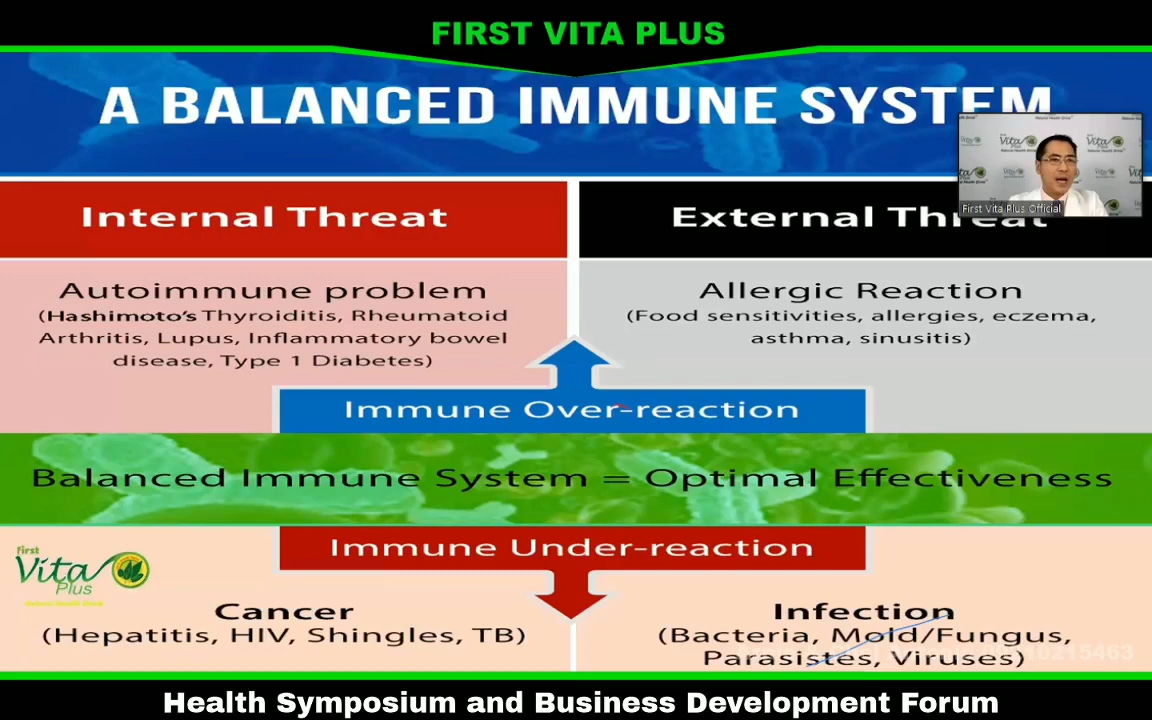 FIRST VITA PLUS
A BALANCED IMMUNE SYSTEM
First Vita Plus Official
Internal Threat
External Threat
Autoimmune problem
(Hashimoto's Thyroiditis, Rheumatoid
Arthritis, Lupus, Inflammatory bowel
disease, Type 1 Diabetes)
Allergic Reaction
(Food sensitivities, allergies, eczema,
asthma, sinusitis)
Immune Over-reaction
Balanced Immune System = Optimal Effectiveness
Immune Under-reaction
First
Vita
Plus
Cancer
(Hepatitis, HIV, Shingles, TB)
Infection
(Bacteria, Mold/Fungus,
Parasistes, Viruses)
Health Symposium and Business Development Forum